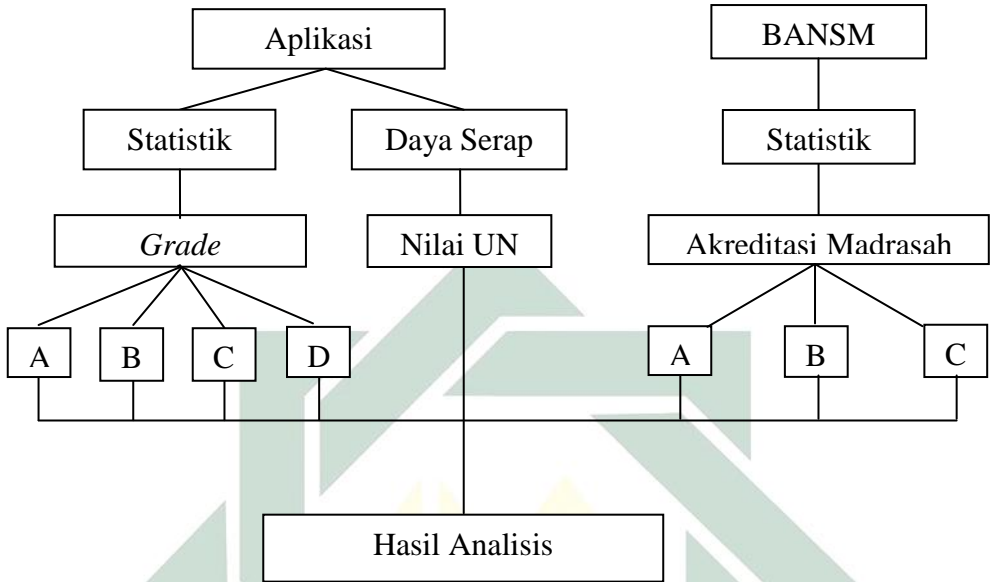 Aplikasi
BANSM
Statistik
Daya Serap
Statistik
Grade
Nilai UN
Akreditasi Madrasah
A
B
C
D
A
B
C
Hasil Analisis